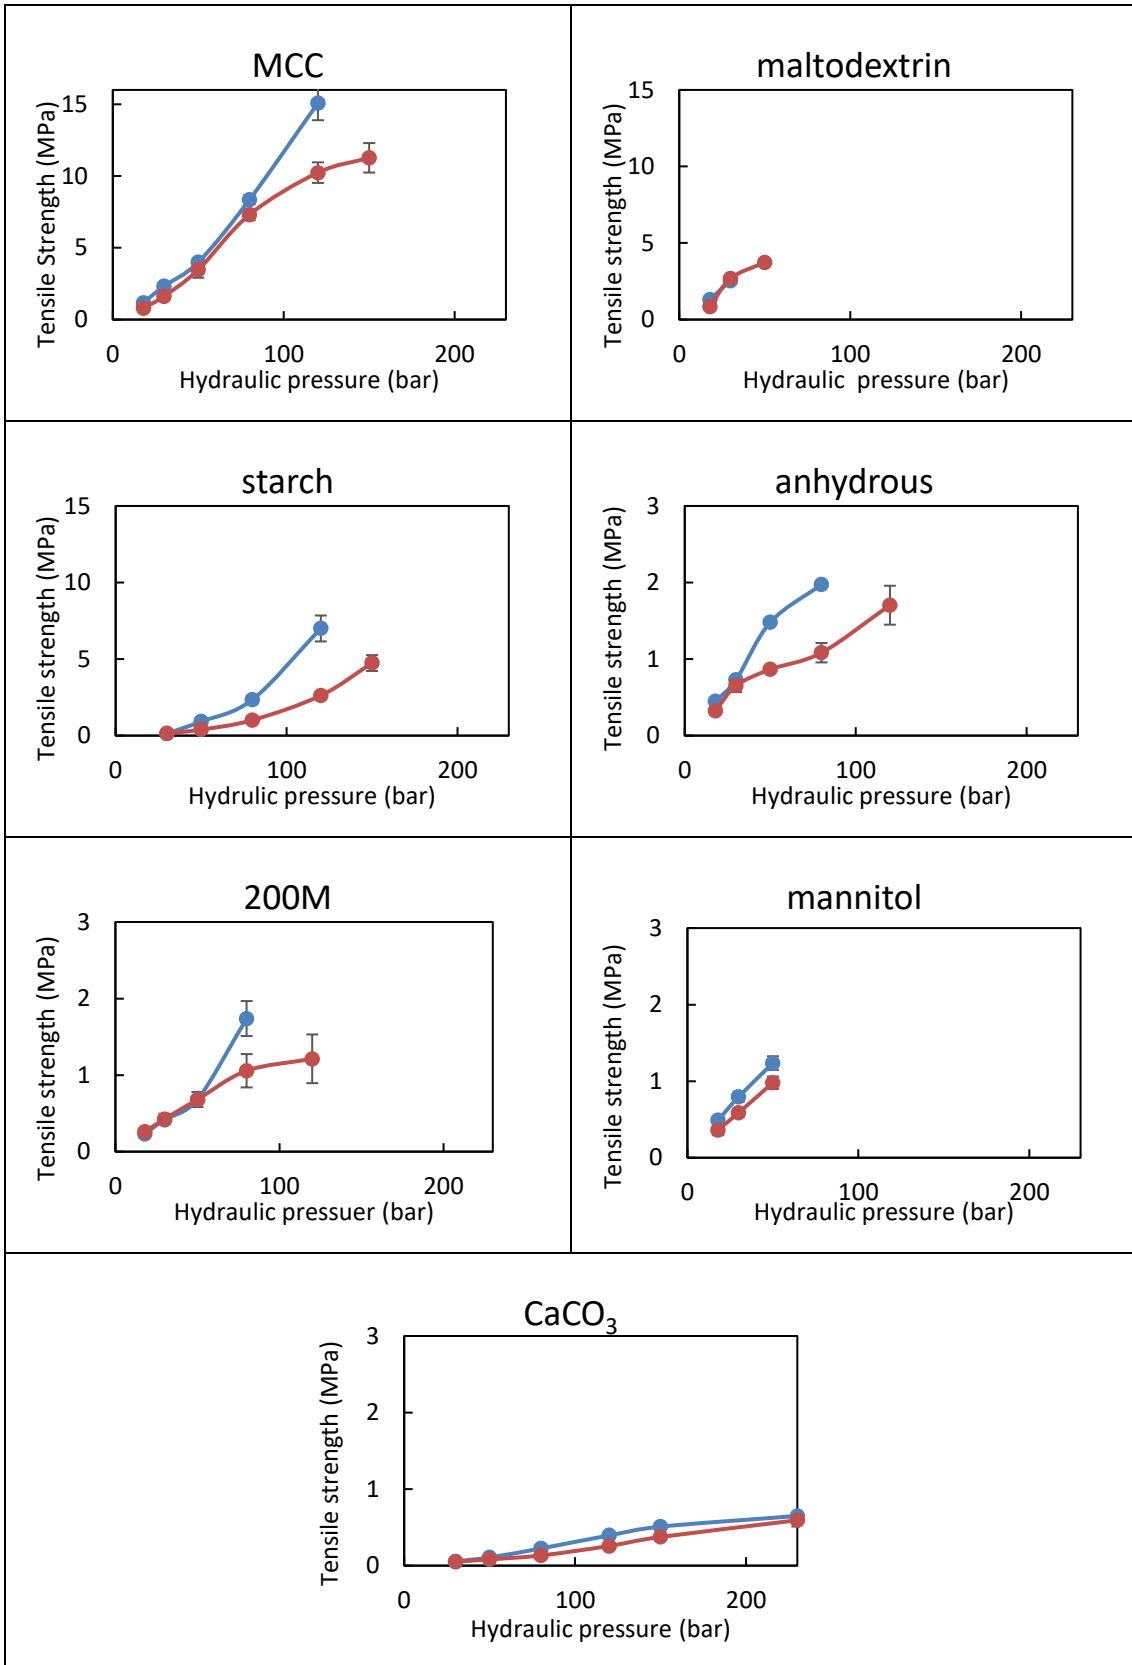 MCC
Tensile Strength (MPa)
15
10
5
0
0 100 200
Hydraulic pressure (bar)
maltodextrin
Tensile strength (MPa)
15
10
5
0
0 100 200
Hydraulic pressure (bar)
starch
Tensile strength (MPa)
15
10
5
0
0 100 200
Hydrulic pressure (bar)
anhydrous
Tensile strength (MPa)
3
2
1
0
0 100 200
Hydraulic pressure (bar)
200M
Tensile strength (MPa)
3
2
1
0
0 100 200
Hydraulic pressuer (bar)
mannitol
Tensile strength (MPa)
3
2
1
0
0 100 200
Hydraulic pressure (bar)
CaCO₃
Tensile strength (MPa)
3
2
1
0
0 100 200
Hydraulic pressure (bar)